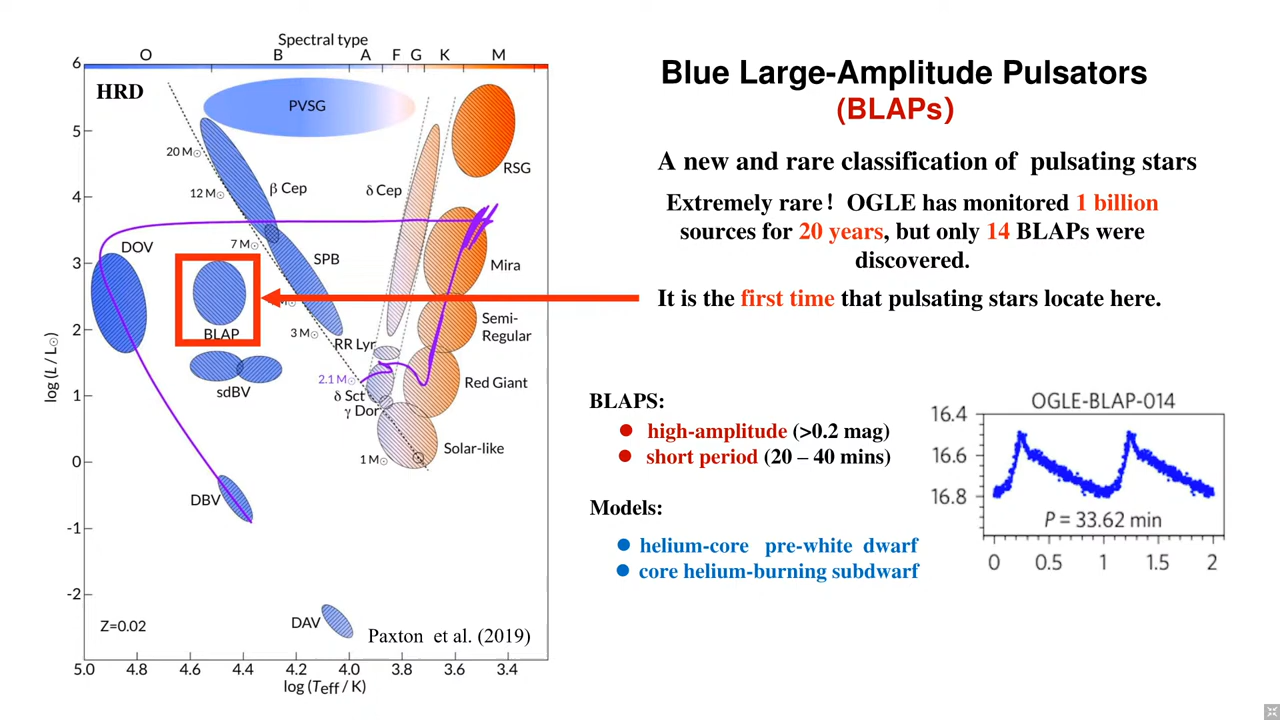 Spectral type
O B A F G K M
HRD
6
5
4
3
2
1
0
-1
-2
log (L / L☉)
PVSG
RSG
20 M☉
12 M☉
β Cep
δ Cep
7 M☉
DOV
SPB
Mira
BLAP
3 M☉
Semi-
Regular
RR Lyr
sdBV
2.1 M☉
Red Giant
δ Sct
γ Dor
Solar-like
1 M☉
DBV
DAV
Z=0.02
Paxton et al. (2019)
5.0 4.8 4.6 4.4 4.2 4.0 3.8 3.6 3.4
log (Teff / K)
Blue Large-Amplitude Pulsators
(BLAPs)
A new and rare classification of pulsating stars
Extremely rare! OGLE has monitored 1 billion
sources for 20 years, but only 14 BLAPs were
discovered.
It is the first time that pulsating stars locate here.
BLAPS:
● high-amplitude (>0.2 mag)
● short period (20 – 40 mins)
Models:
● helium-core pre-white dwarf
● core helium-burning subdwarf
OGLE-BLAP-014
16.4
16.6
16.8
P = 33.62 min
0 0.5 1 1.5 2